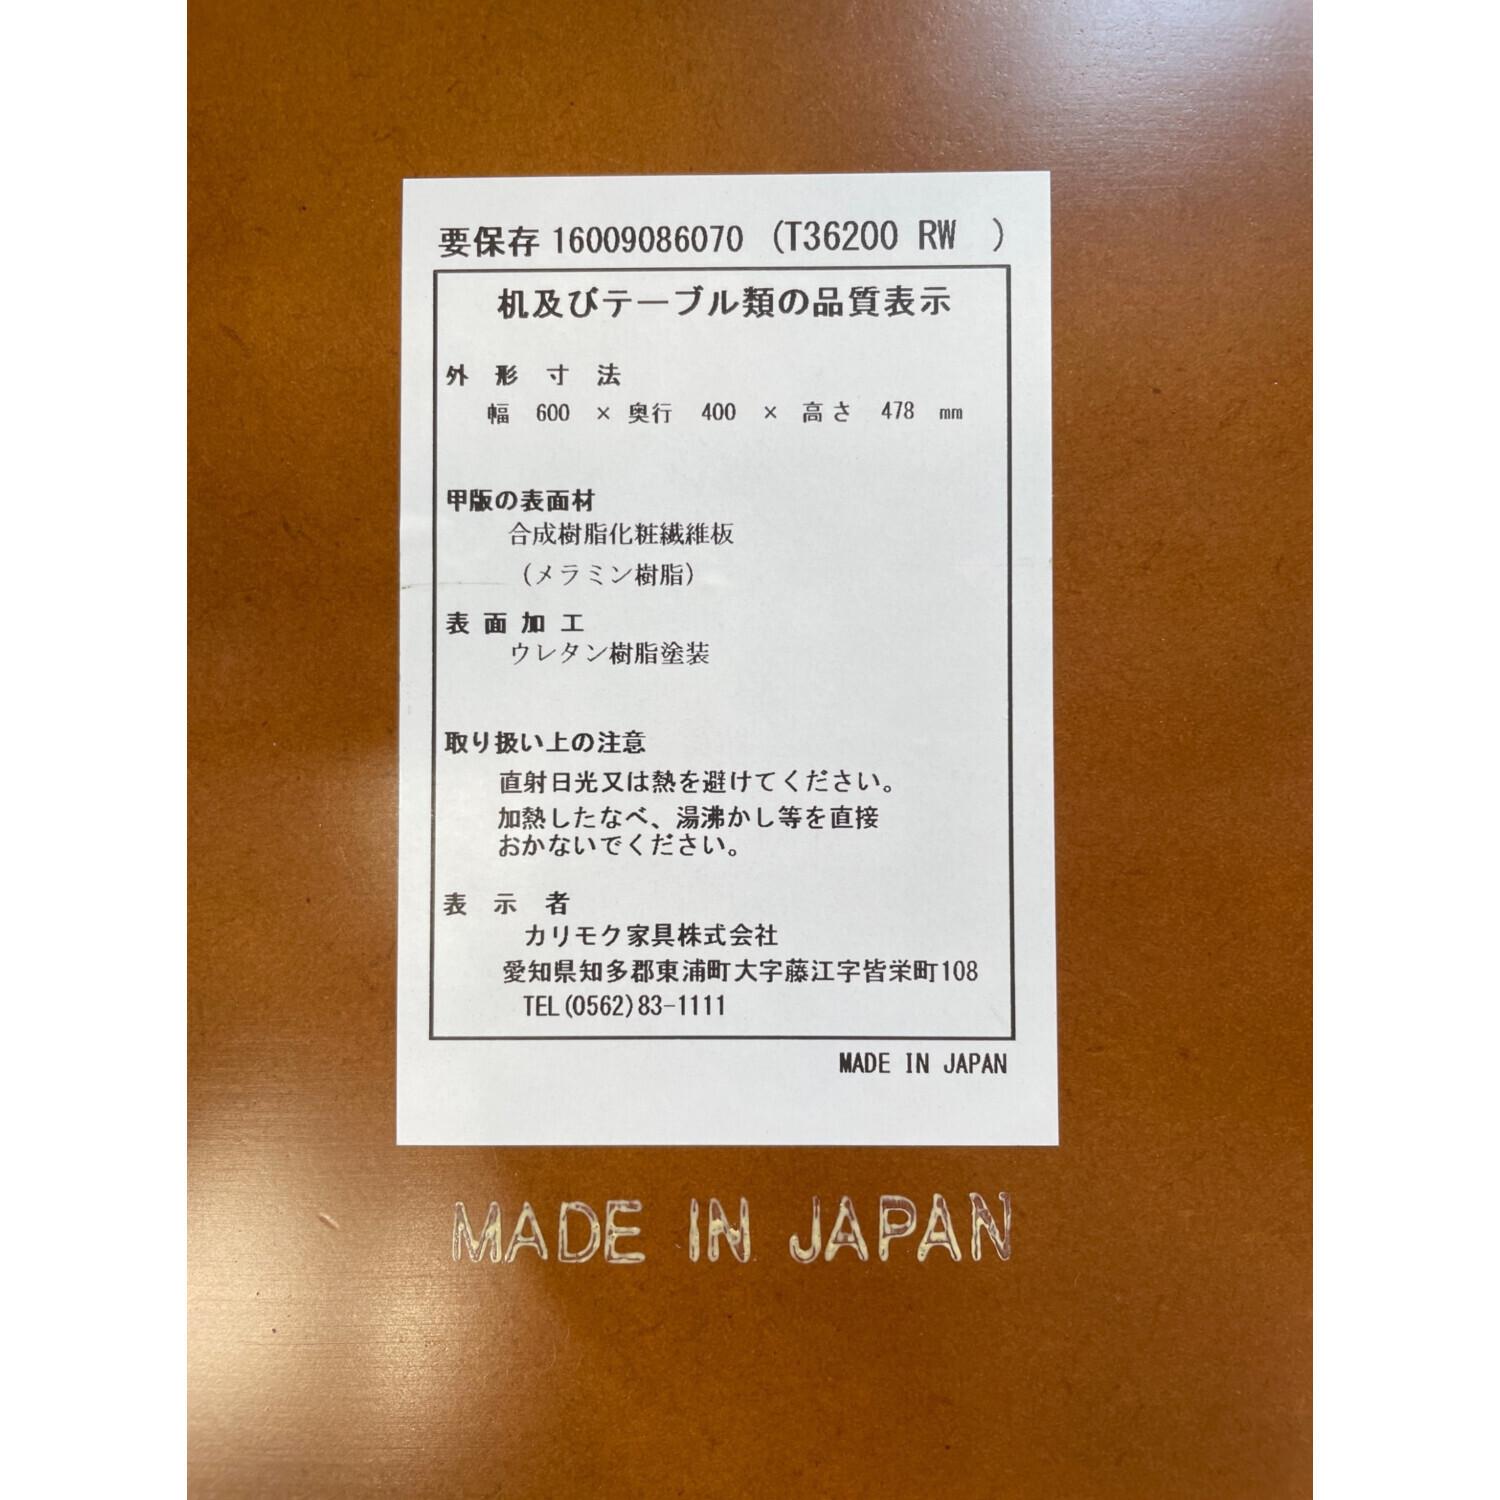 要保存 16009086070 (T36200 RW )
机及びテーブル類の品質表示
外形寸法
幅 600 × 奥行 400 × 高さ 478 mm
甲版の表面材
合成樹脂化粧繊維板
(メラミン樹脂)
表面加工
ウレタン樹脂塗装
取り扱い上の注意
直射日光又は熱を避けてください。
加熱したなべ、湯沸かし等を直接
おかないでください。
表示者
カリモク家具株式会社
愛知県知多郡東浦町大字藤江字皆栄町108
TEL(0562)83-1111
MADE IN JAPAN
MADE IN JAPAN